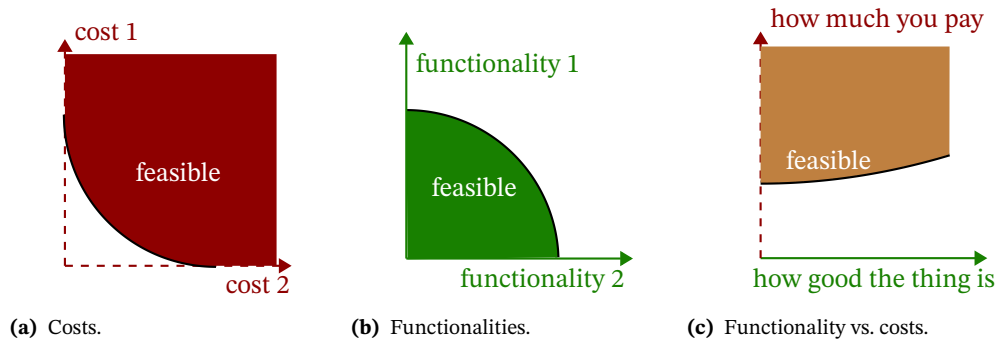 cost 1
feasible
cost 2
(a) Costs.
functionality 1
feasible
functionality 2
(b) Functionalities.
how much you pay
feasible
how good the thing is
(c) Functionality vs. costs.